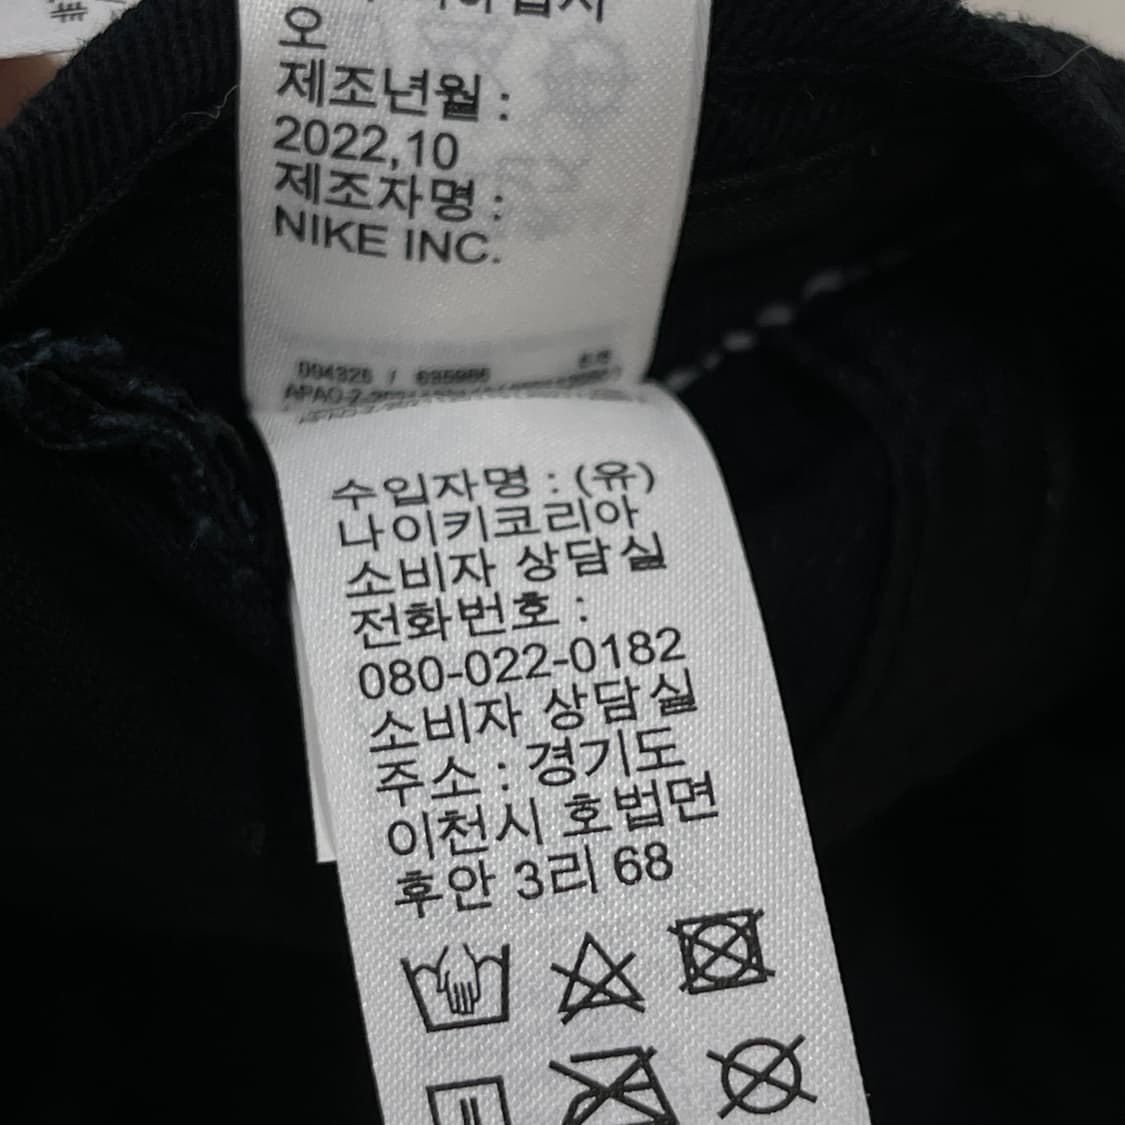 오
제조년월 :
2022,10
제조자명 :
NIKE INC.
094326 /
수입자명 : (유)
나이키코리아
소비자 상담실
전화번호 :
080-022-0182
소비자 상담실
주소 : 경기도
이천시 호법면
후안 3리 68